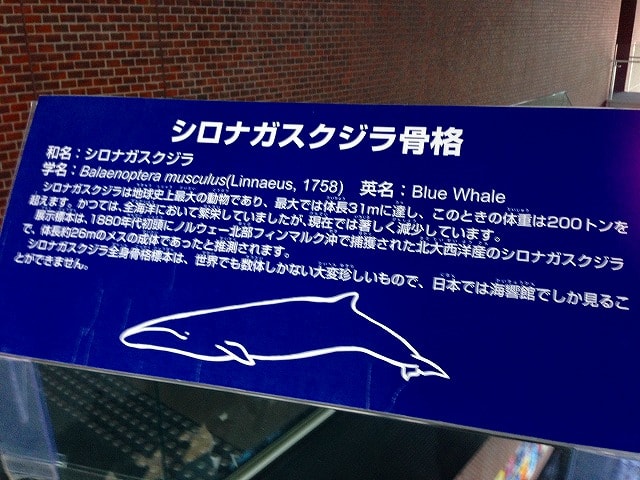 シロナガスクジラ骨格
和名：シロナガスクジラ
学名：Balaenoptera musculus(Linnaeus, 1758)　英名：Blue Whale
シロナガスクジラは地球史上最大の動物であり、最大では体長31mに達し、このときの体重は200トンを
超えます。かつては、全海洋において繁栄していましたが、現在では著しく減少しています。
展示標本は、1880年代初頭にノルウェー北部フィンマルク沖で捕獲された北大西洋産のシロナガスクジラ
で、体長約26mのメスの成体であったと推測されます。
シロナガスクジラ全身骨格標本は、世界でも数体しかない大変珍しいもので、日本では海響館でしか見るこ
とができません。